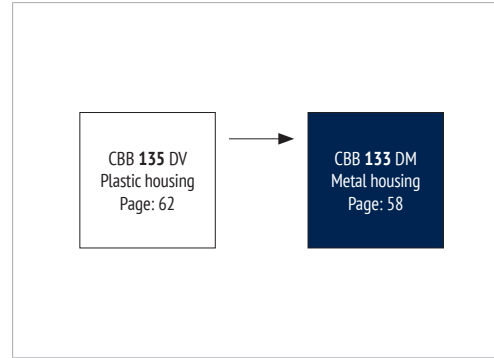 CBB 135 DV
Plastic housing
Page: 62
CBB 133 DM
Metal housing
Page: 58